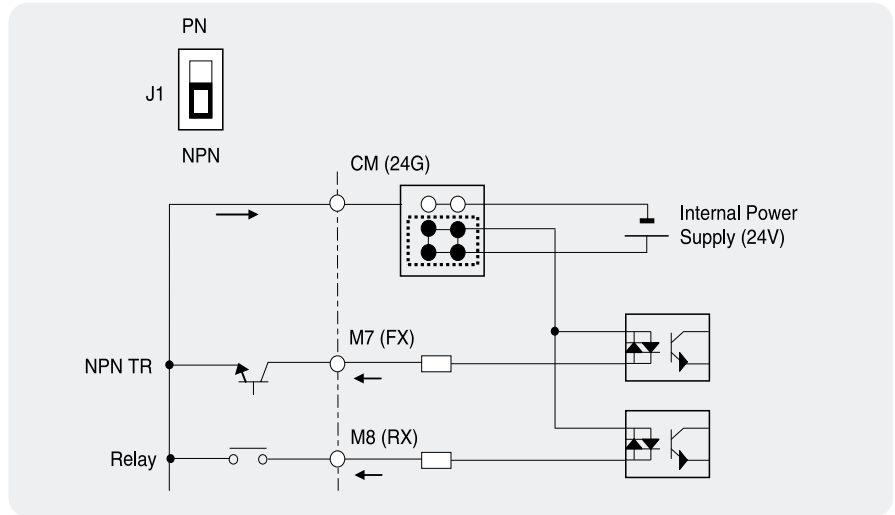 PN
J1
NPN
CM (24G)
Internal Power
Supply (24V)
M7 (FX)
NPN TR
M8 (RX)
Relay